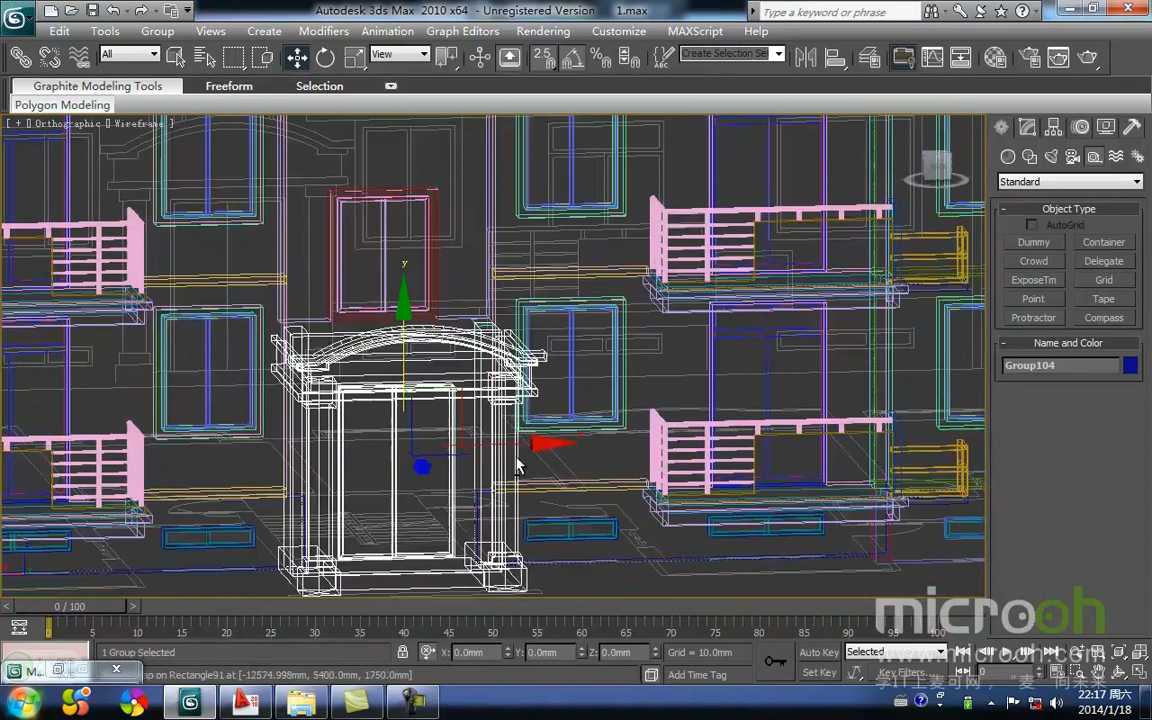 Autodesk 3ds Max 2010 x64 - Unregistered Version 1.max
Type a keyword or phrase
Edit Tools Group Views Create Modifiers Animation Graph Editors Rendering Customize MAXScript Help
All
View
2.5
Create Selection Se
Graphite Modeling Tools Freeform Selection
Polygon Modeling
[ + [] Orthographic [] Wireframe ]
y
Standard
Object Type
AutoGrid
Dummy Container
Crowd Delegate
ExposeTm Grid
Point Tape
Protractor Compass
Name and Color
Group104
0 / 100
0 5 10 15 20 25 30 35 40 45 50 55 60 65 70 75 80 85 90 95 100
1 Group Selected
X: 0.0mm Y: 0.0mm Z: 0.0mm
Grid = 10.0mm
Auto Key Selected
ap on Rectangle91 at [-12574.998mm, 5400.0mm, 1750.0mm]
Add Time Tag
Set Key Key Filters...
0
microoh
www.microoh.com
22:17 周六
2014/1/18